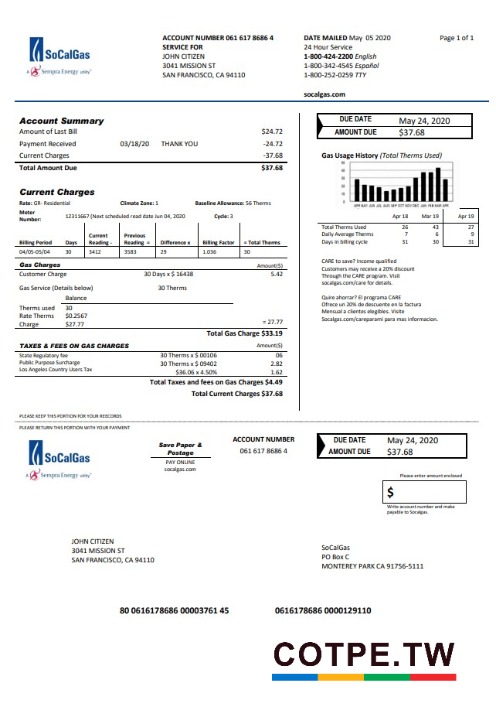 SoCalGas
A Sempra Energy utility
ACCOUNT NUMBER 061 617 8686 4
SERVICE FOR
JOHN CITIZEN
3041 MISSION ST
SAN FRANCISCO, CA 94110
DATE MAILED May 05 2020
24 Hour Service
1-800-424-2200 English
1-800-342-4545 Español
1-800-252-0259 TTY
socalgas.com
Page 1 of 1
Account Summary
Amount of Last Bill $24.72
Payment Received 03/18/20 THANK YOU -24.72
Current Charges -37.68
Total Amount Due $37.68
DUE DATE May 24, 2020
AMOUNT DUE $37.68
Gas Usage History (Total Therms Used)
Apr 18 Mar 19 Apr 19
Total Therms Used 26 43 27
Daily Average Therms 7 6 9
Days in billing cycle 31 30 31
CARE to save? Income qualified
Customers may receive a 20% discount
Through the CARE program. Visit
socalgas.com/care for details.
Quire ahorrar? El programa CARE
Ofrece un 20% de descuento en la factura
Mensual a clientes elegibles. Visite
Socalgas.com/careparami para mas informacion.
Current Charges
Rate: GR- Residential Climate Zone: 1 Baseline Allowance: 56 Therms
Meter Number: 12311667 (Next scheduled read date Jun 04, 2020 Cycle: 3
Billing Period Days Current Reading - Previous Reading = Difference x Billing Factor = Total Therms
04/05-05/04 30 3412 3583 29 1.036 30
Gas Charges Amount($)
Customer Charge 30 Days x $ 16438 5.42
Gas Service (Details below) 30 Therms
Balance
Therms used 30
Rate Therms $0.2567
Charge $27.77 = 27.77
Total Gas Charge $33.19
TAXES & FEES ON GAS CHARGES Amount($)
State Regulatory fee 30 Therms x $ 00106 06
Public Purpose Surcharge 30 Therms x $ 09402 2.82
Los Angeles Country Users Tax $36.06 x 4.50% 1.62
Total Taxes and fees on Gas Charges $4.49
Total Current Charges $37.68
PLEASE KEEP THIS PORTION FOR YOUR REECORDS
PLEASE RETURN THIS PORTION WITH YOUR PAYMENT
SoCalGas
A Sempra Energy utility
Save Paper &
Postage
PAY ONLINE
socalgas.com
ACCOUNT NUMBER
061 617 8686 4
DUE DATE May 24, 2020
AMOUNT DUE $37.68
Please enter amount enclosed
$
Write account number and make
payable to Socalgas.
JOHN CITIZEN
3041 MISSION ST
SAN FRANCISCO, CA 94110
SoCalGas
PO Box C
MONTEREY PARK CA 91756-5111
80 0616178686 00003761 45 0616178686 0000129110
COTPE.TW